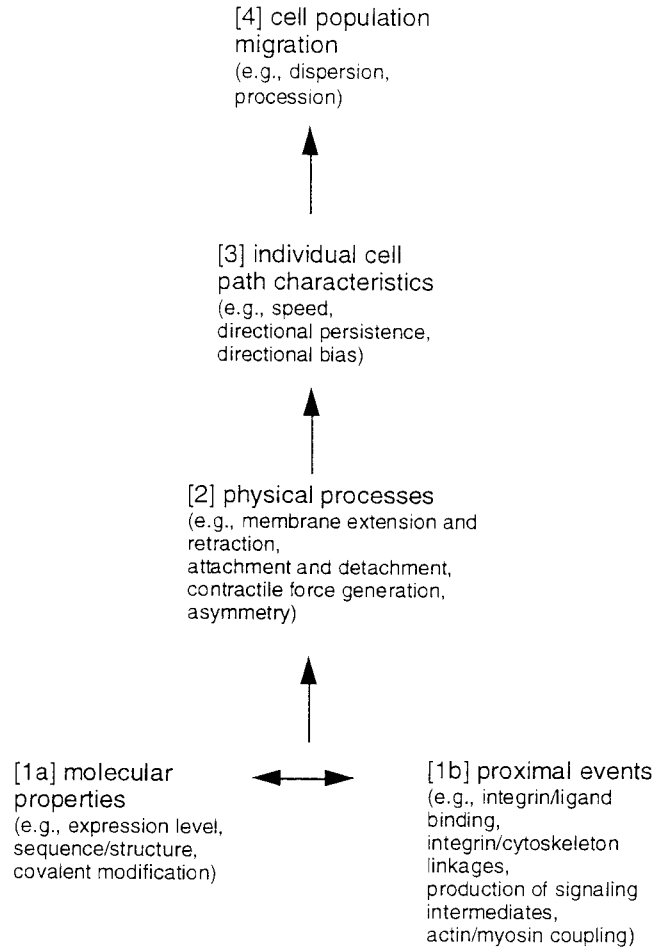 [4] cell population
migration
(e.g., dispersion,
procession)
[3] individual cell
path characteristics
(e.g., speed,
directional persistence,
directional bias)
[2] physical processes
(e.g., membrane extension and
retraction,
attachment and detachment,
contractile force generation,
asymmetry)
[1a] molecular
properties
(e.g., expression level,
sequence/structure,
covalent modification)
[1b] proximal events
(e.g., integrin/ligand
binding,
integrin/cytoskeleton
linkages,
production of signaling
intermediates,
actin/myosin coupling)